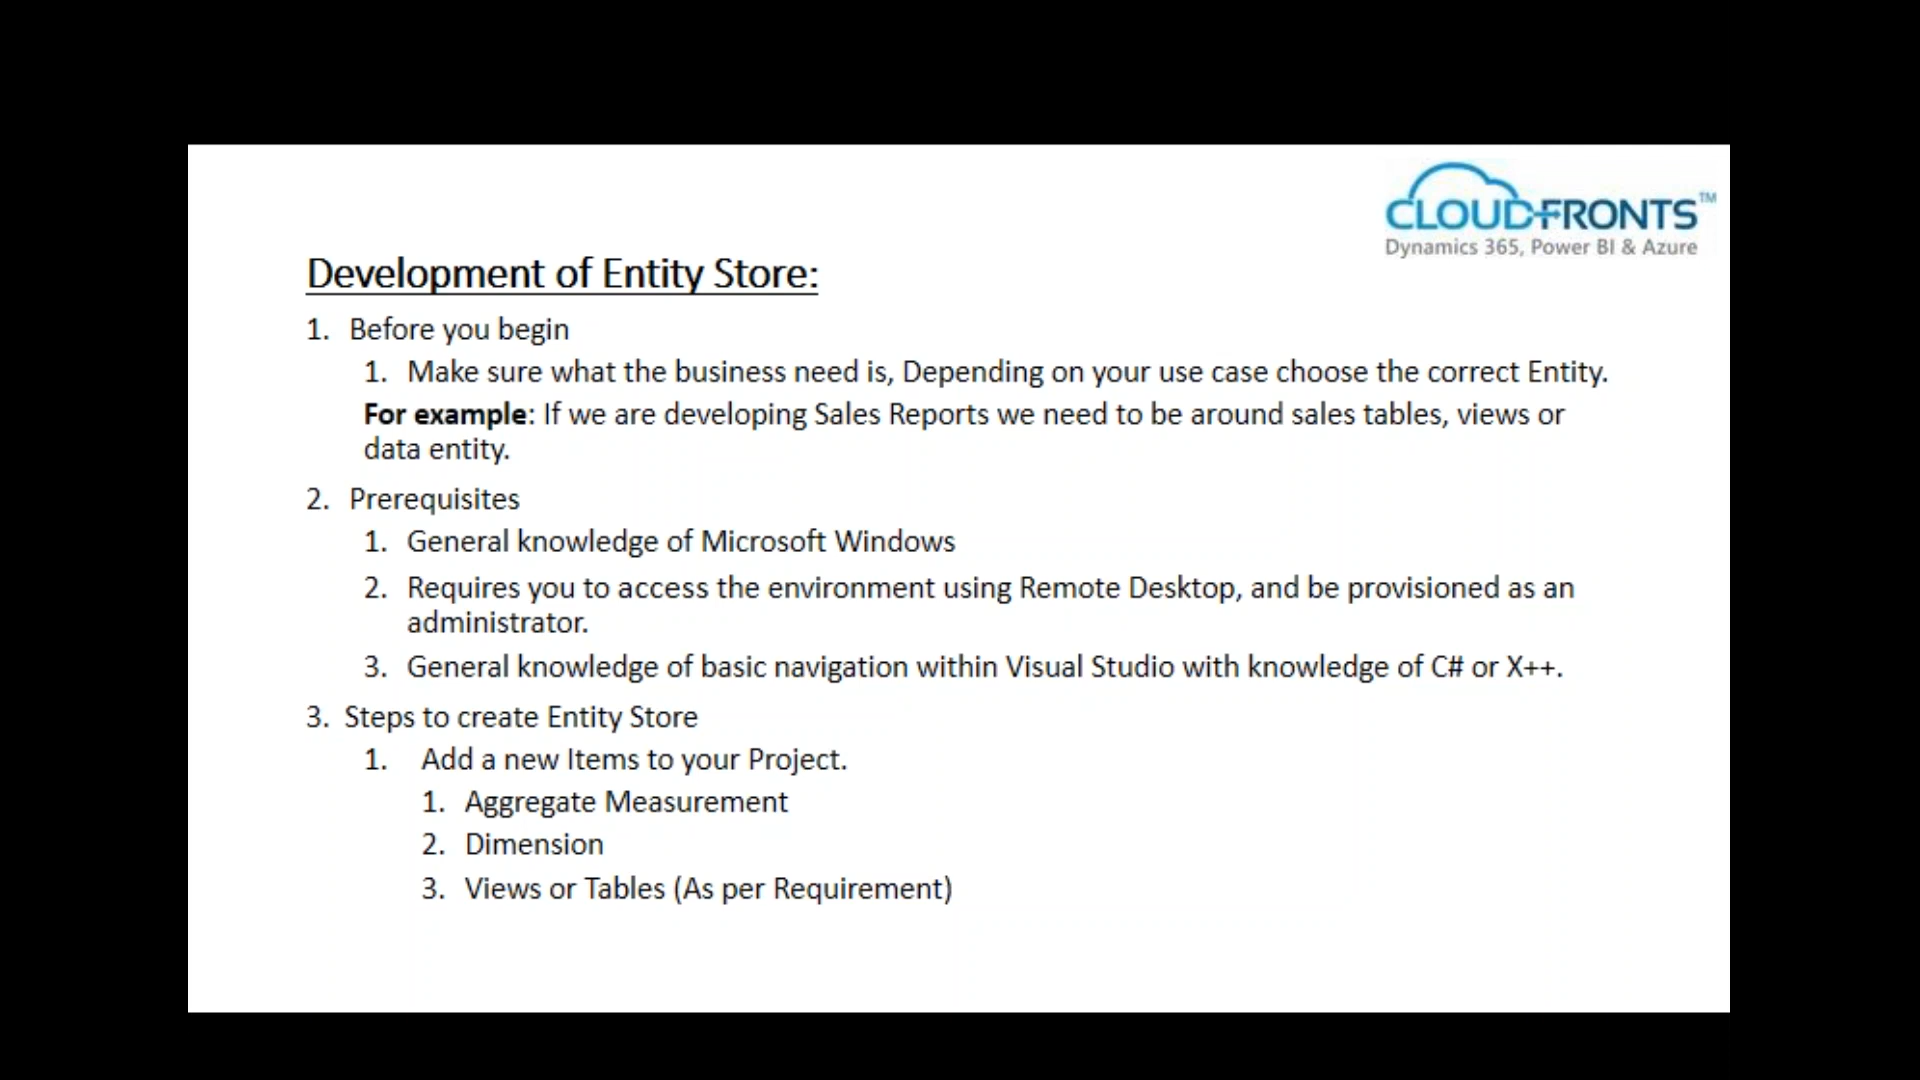 CLOUDFRONTS™
Dynamics 365, Power BI & Azure
Development of Entity Store:
1. Before you begin
1. Make sure what the business need is, Depending on your use case choose the correct Entity.
For example: If we are developing Sales Reports we need to be around sales tables, views or
data entity.
2. Prerequisites
1. General knowledge of Microsoft Windows
2. Requires you to access the environment using Remote Desktop, and be provisioned as an
administrator.
3. General knowledge of basic navigation within Visual Studio with knowledge of C# or X++.
3. Steps to create Entity Store
1. Add a new Items to your Project.
1. Aggregate Measurement
2. Dimension
3. Views or Tables (As per Requirement)